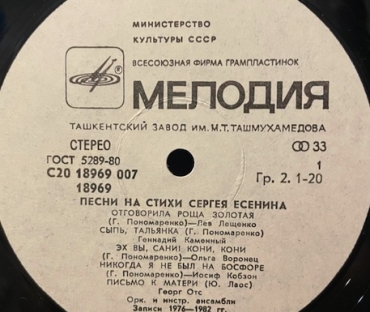 МИНИСТЕРСТВО
КУЛЬТУРЫ СССР
ВСЕСОЮЗНАЯ ФИРМА ГРАМПЛАСТИНОК
МЕЛОДИЯ
ТАШКЕНТСКИЙ ЗАВОД ИМ. М.Т. ТАШМУХАМЕДОВА
СТЕРЕО 33
ГОСТ 5289-80 1
С20 18969 007 Гр. 2. 1-20
18969
ПЕСНИ НА СТИХИ СЕРГЕЯ ЕСЕНИНА
ОТГОВОРИЛА РОЩА ЗОЛОТАЯ
(Г. Пономаренко)—Лев Лещенко
СЫПЬ, ТАЛЬЯНКА (Г. Пономаренко)
Геннадий Каменный
ЭХ ВЫ, САНИ! КОНИ, КОНИ
(Г. Пономаренко)—Ольга Воронец
НИКОГДА Я НЕ БЫЛ НА БОСФОРЕ
(Г. Пономаренко)—Иосиф Кобзон
ПИСЬМО К МАТЕРИ (Ю. Лаос)
Георг Отс
Орк. и инстр. ансамбли
Записи 1976—1982 гг.